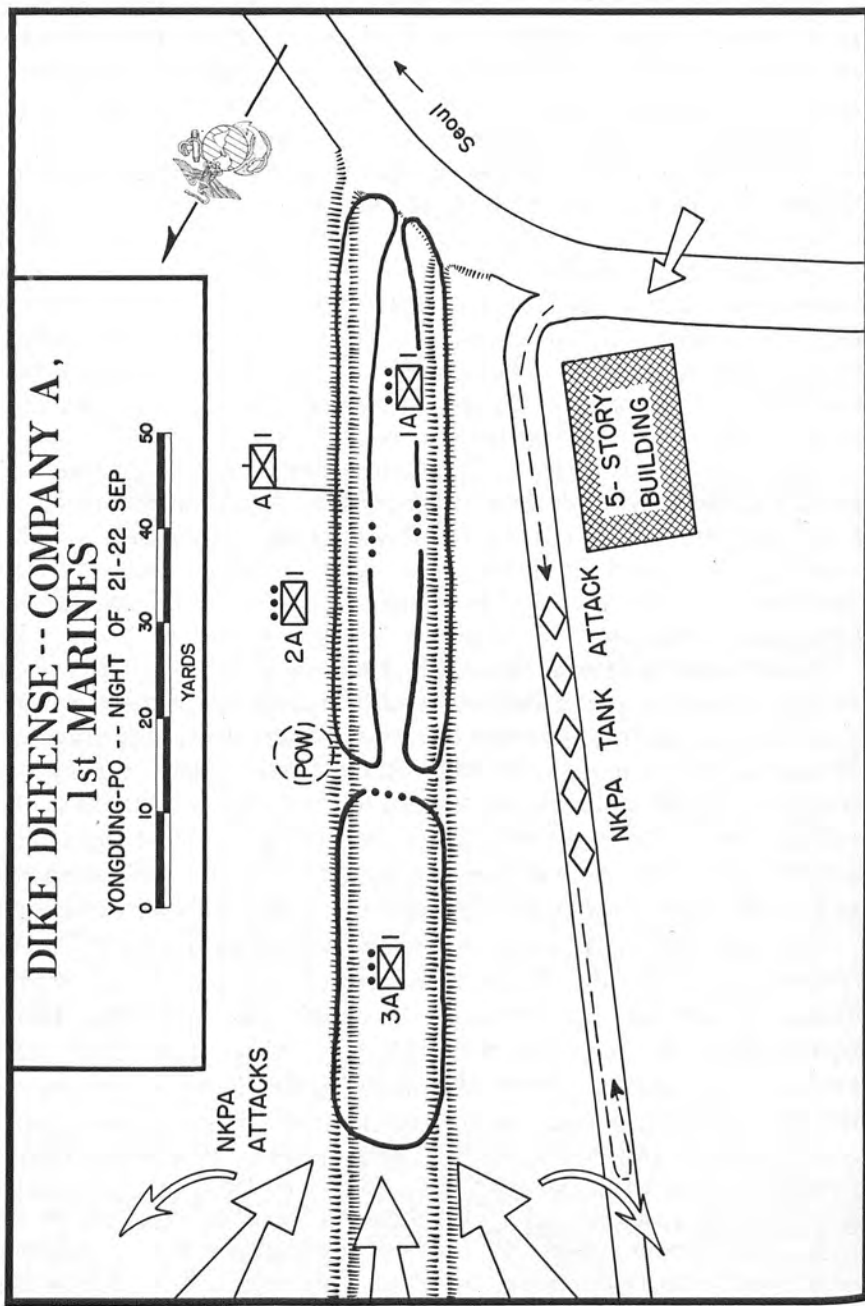 DIKE DEFENSE -- COMPANY A,
1st MARINES
YONGDUNG-PO -- NIGHT OF 21-22 SEP
0 10 20 30 40 50
YARDS
Seoul
NKPA
ATTACKS
(POW)
2A I
A I
3A I
1A I
NKPA TANK ATTACK
5-STORY
BUILDING